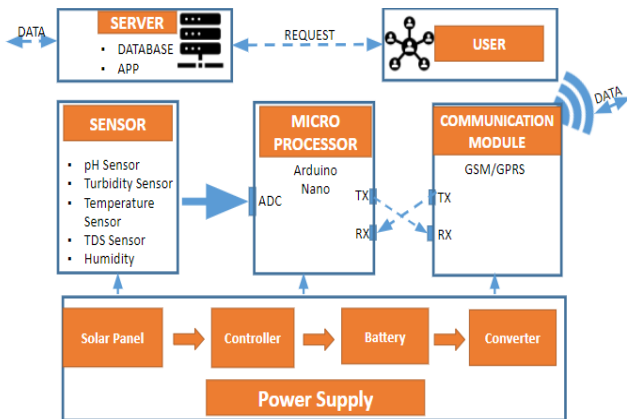 DATA
SERVER
▪ DATABASE
▪ APP
REQUEST
USER
DATA
SENSOR
▪ pH Sensor
▪ Turbidity Sensor
▪ Temperature
Sensor
▪ TDS Sensor
▪ Humidity
MICRO
PROCESSOR
Arduino
Nano
ADC
TX
RX
COMMUNICATION
MODULE
GSM/GPRS
TX
RX
Solar Panel
Controller
Battery
Converter
Power Supply